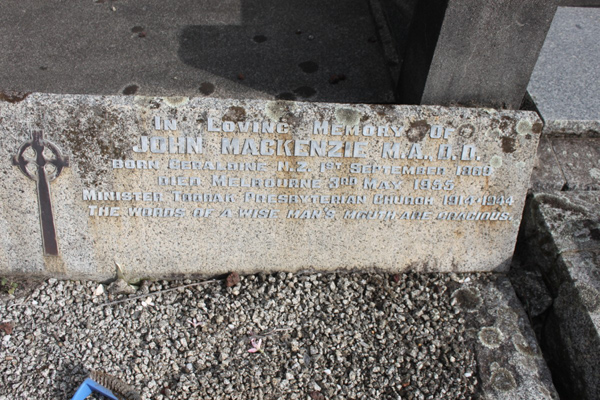 IN LOVING MEMORY OF
JOHN MACKENZIE M.A., D.D.
BORN GERALDINE N.Z. 1ST SEPTEMBER 1880
DIED MELBOURNE 3RD MAY 1955
MINISTER TOORAK PRESBYTERIAN CHURCH 1914-1944
THE WORDS OF A WISE MAN'S MOUTH ARE GRACIOUS.